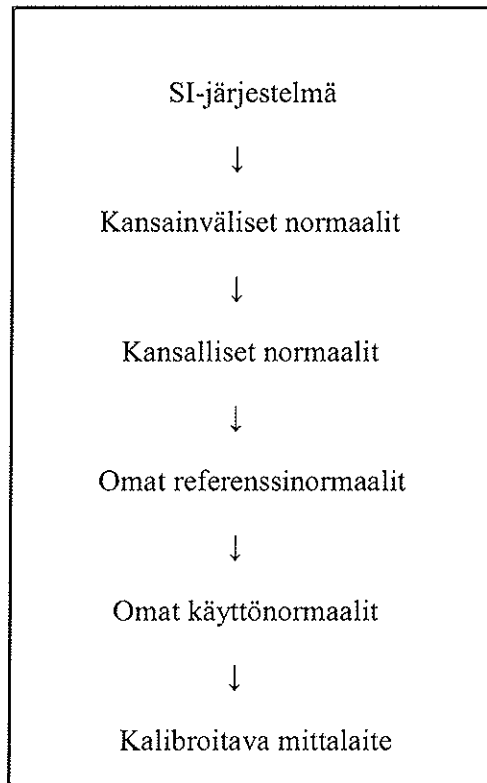 SI-järjestelmä
↓
Kansainväliset normaalit
↓
Kansalliset normaalit
↓
Omat referenssinormaalit
↓
Omat käyttönormaalit
↓
Kalibroitava mittalaite